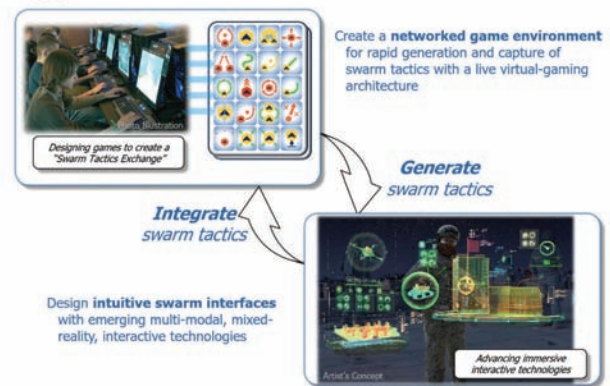 Create a networked game environment
for rapid generation and capture of
swarm tactics with a live virtual-gaming
architecture
Photo Illustration
Designing games to create a
“Swarm Tactics Exchange”
Generate
swarm tactics
Integrate
swarm tactics
Design intuitive swarm interfaces
with emerging multi-modal, mixed-
reality, interactive technologies
Artist's Concept
Advancing immersive
interactive technologies